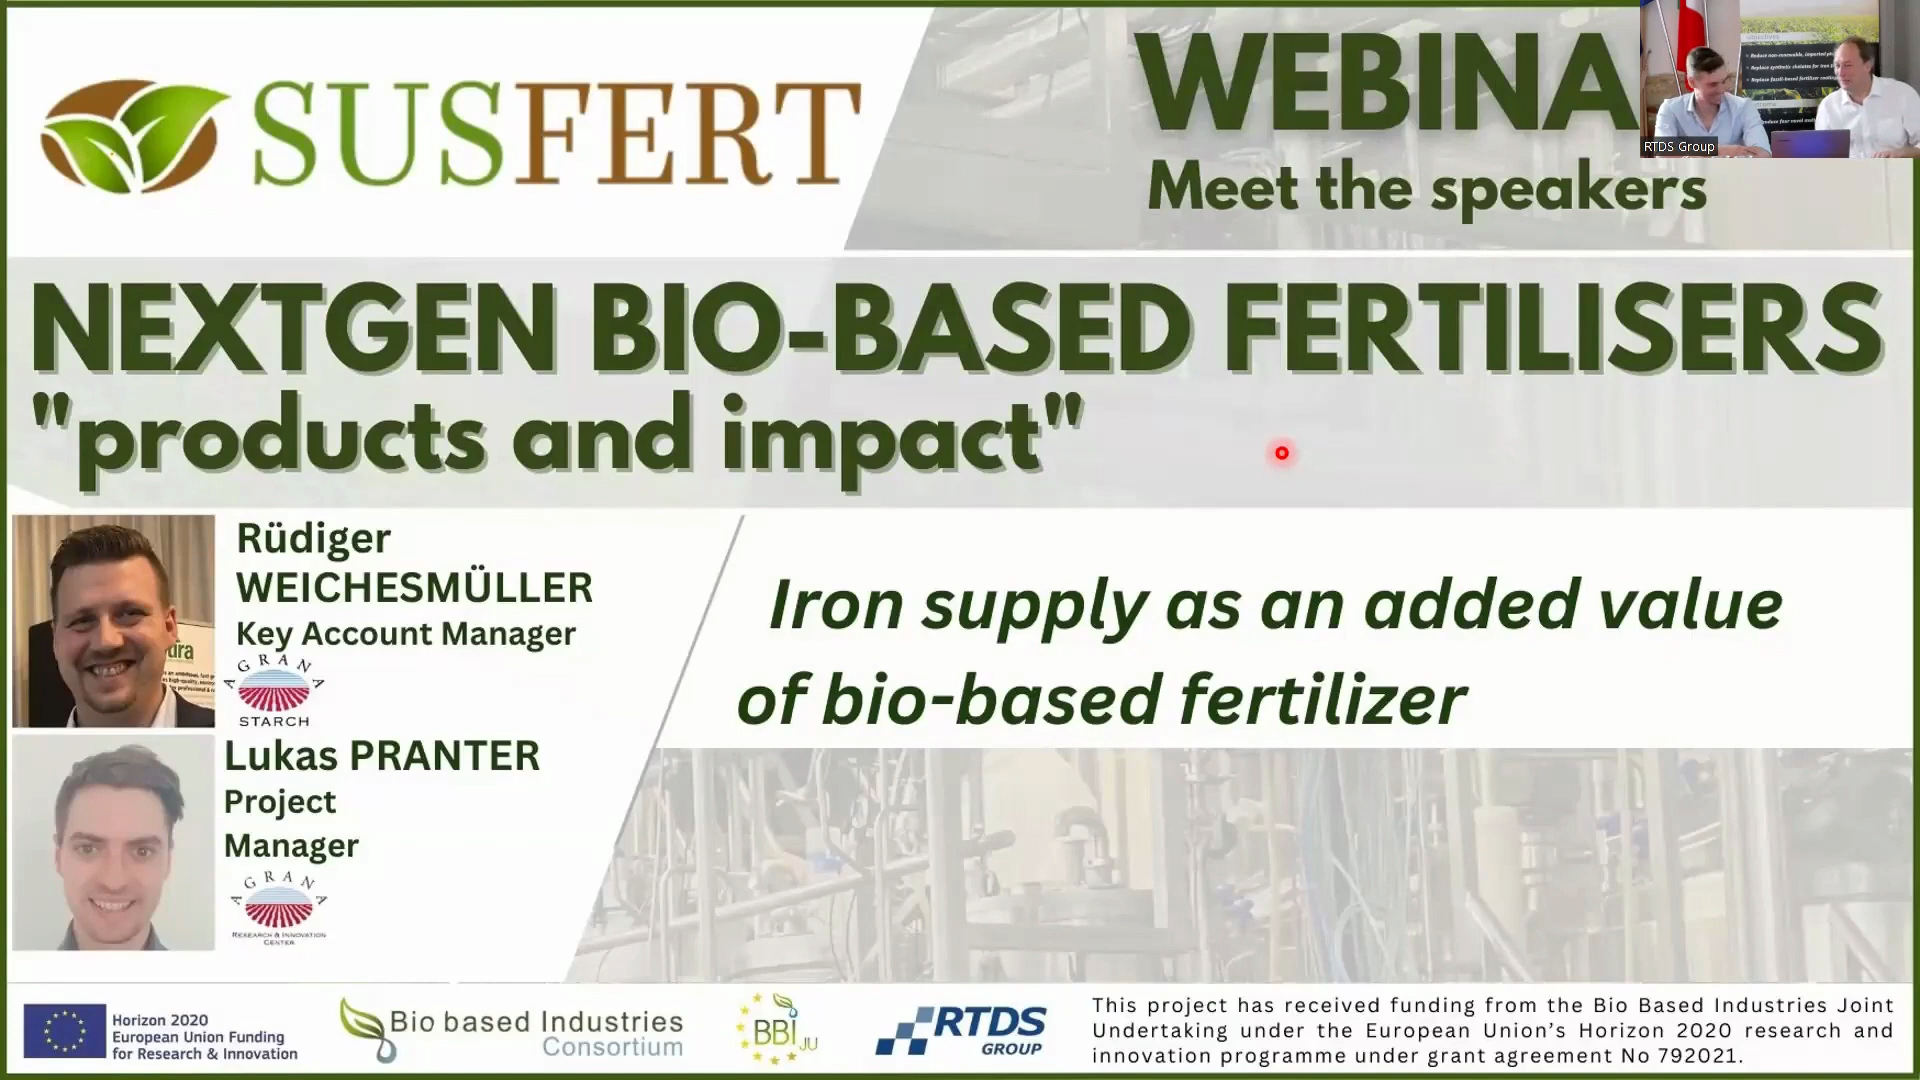 SUSFERT
WEBINA
Meet the speakers
RTDS Group
NEXTGEN BIO-BASED FERTILISERS
"products and impact"
Rüdiger
WEICHESMÜLLER
Key Account Manager
AGRANA
STARCH
Lukas PRANTER
Project
Manager
AGRANA
RESEARCH & INNOVATION
CENTER
Iron supply as an added value
of bio-based fertilizer
Horizon 2020
European Union Funding
for Research & Innovation
Bio based Industries
Consortium
BBI JU
RTDS
GROUP
This project has received funding from the Bio Based Industries Joint
Undertaking under the European Union's Horizon 2020 research and
innovation programme under grant agreement No 792021.